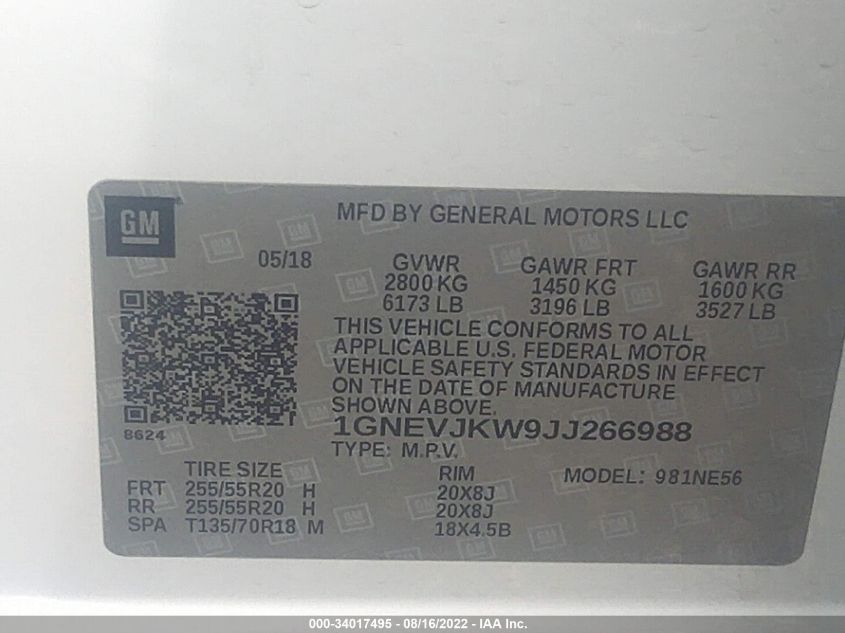 GM
MFD BY GENERAL MOTORS LLC
05/18 GVWR GAWR FRT GAWR RR
2800 KG 1450 KG 1600 KG
6173 LB 3196 LB 3527 LB
THIS VEHICLE CONFORMS TO ALL
APPLICABLE U.S. FEDERAL MOTOR
VEHICLE SAFETY STANDARDS IN EFFECT
ON THE DATE OF MANUFACTURE
SHOWN ABOVE.
8624
1GNEVJKW9JJ266988
TYPE: M.P.V.
TIRE SIZE RIM MODEL: 981NE56
FRT 255/55R20 H 20X8J
RR 255/55R20 H 20X8J
SPA T135/70R18 M 18X4.5B
000-34017495 - 08/16/2022 - IAA Inc.